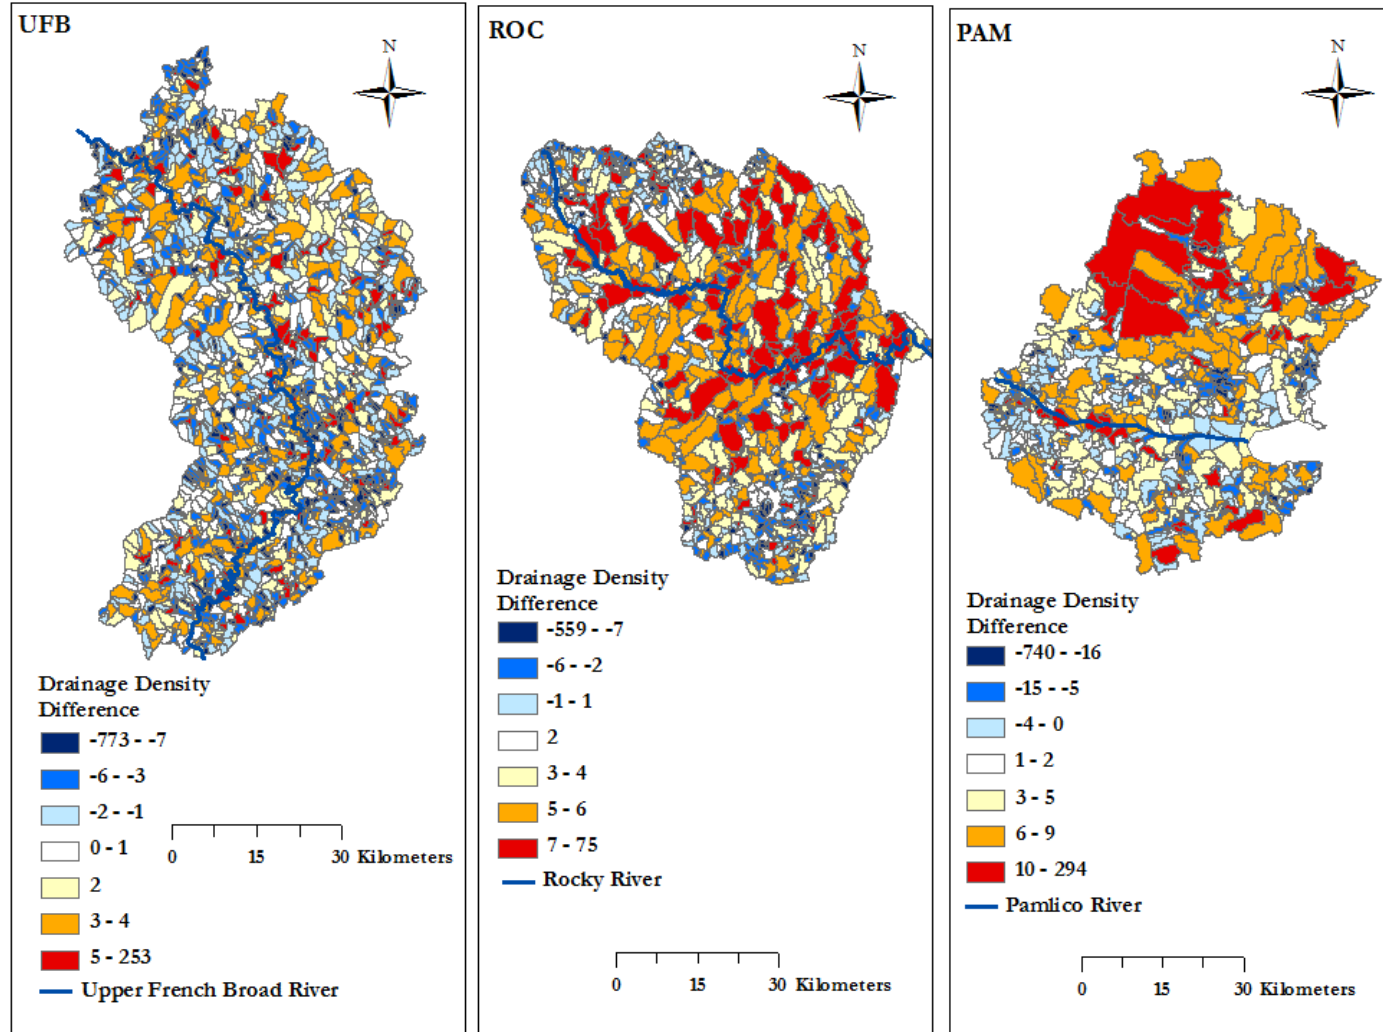 UFB
N
Drainage Density
Difference
-773 - -7
-6 - -3
-2 - -1
0 - 1
2
3 - 4
5 - 253
Upper French Broad River
0 15 30 Kilometers
ROC
N
Drainage Density
Difference
-559 - -7
-6 - -2
-1 - 1
2
3 - 4
5 - 6
7 - 75
Rocky River
0 15 30 Kilometers
PAM
N
Drainage Density
Difference
-740 - -16
-15 - -5
-4 - 0
1 - 2
3 - 5
6 - 9
10 - 294
Pamlico River
0 15 30 Kilometers